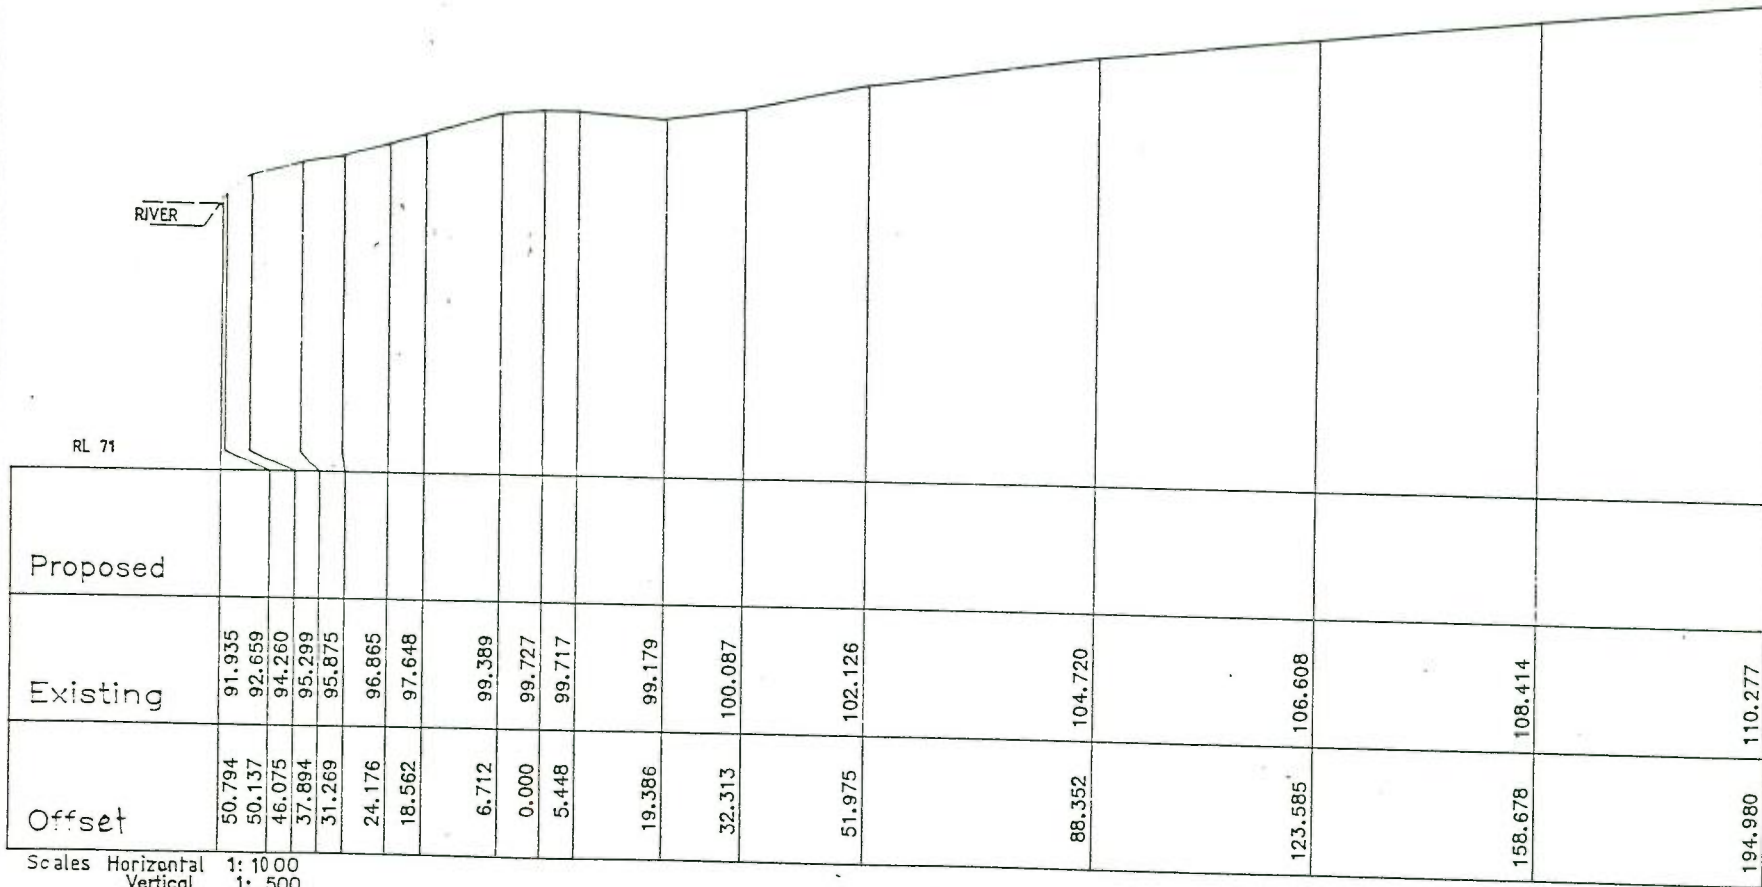 RIVER
RL 71
Proposed
Existing 91.935 92.659 94.260 95.299 95.875 96.865 97.648 99.389 99.727 99.717 99.179 100.087 102.126 104.720 106.608 108.414 110.277
Offset 50.794 50.137 46.075 37.894 31.269 24.176 18.562 6.712 0.000 5.448 19.386 32.313 51.975 88.352 123.585 158.678 194.980
Scales Horizontal 1: 1000
Vertical 1: 500